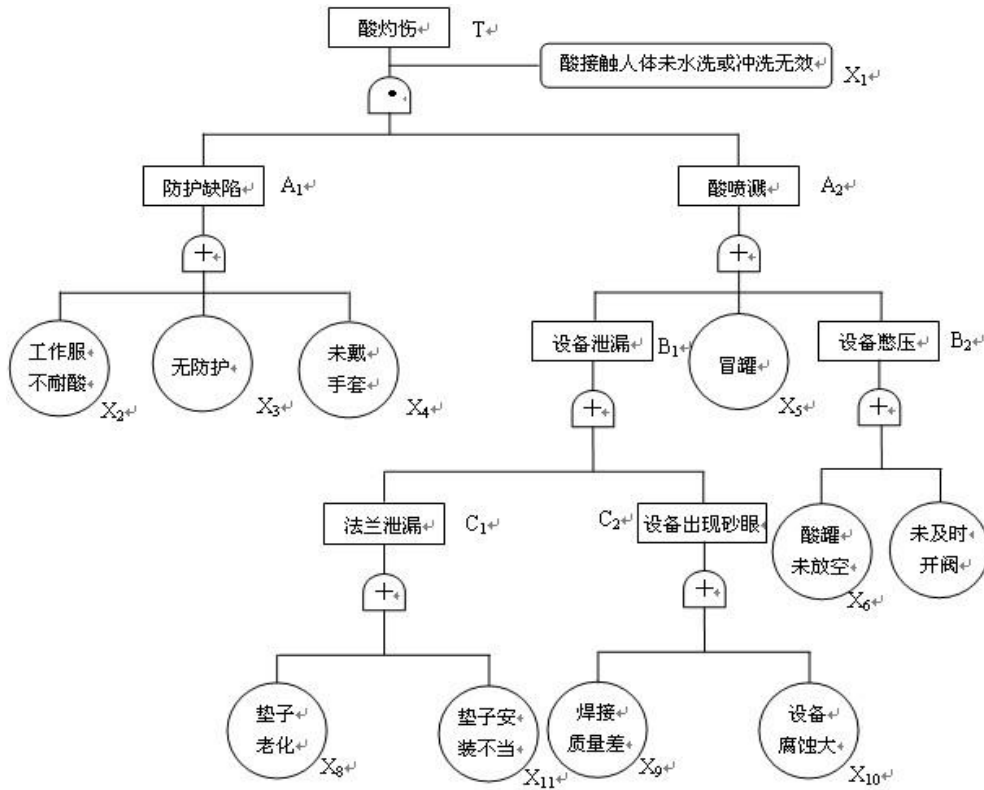 酸灼伤
T
酸接触人体未水洗或冲洗无效
X1
防护缺陷
A1
酸喷溅
A2
+
+
工作服
不耐酸
X2
无防护
X3
未戴
手套
X4
设备泄漏
B1
冒罐
X5
设备憋压
B2
+
+
法兰泄漏
C1
C2
设备出现砂眼
酸罐
未放空
X6
未及时
开阀
+
+
垫子
老化
X8
垫子安
装不当
X11
焊接
质量差
X9
设备
腐蚀大
X10